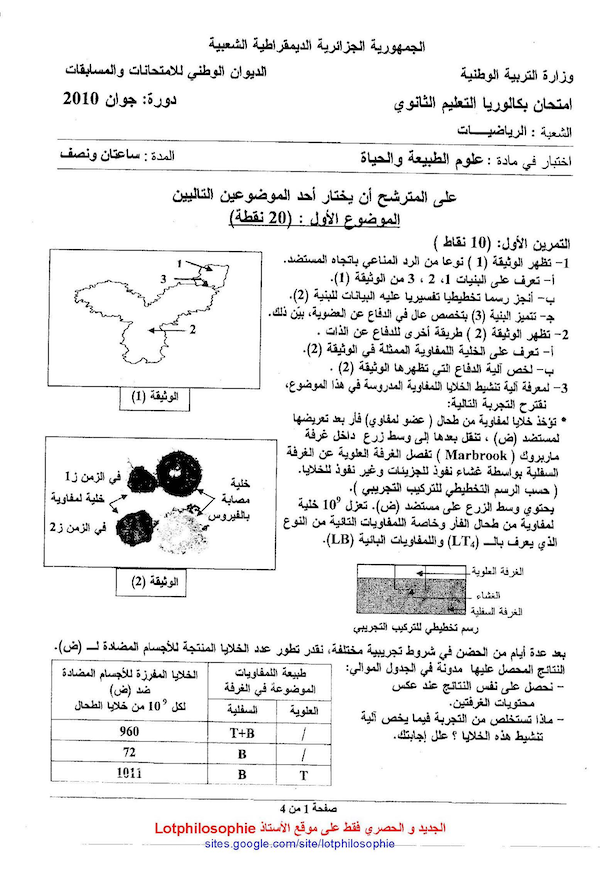 الجمهورية الجزائرية الديمقراطية الشعبية
وزارة التربية الوطنية
الديوان الوطني للامتحانات والمسابقات
امتحان بكالوريا التعليم الثانوي
دورة: جوان 2010
الشعبة : الرياضيـــات
اختبار في مادة : علوم الطبيعة والحياة
المدة : ساعتان ونصف
على المترشح أن يختار أحد الموضوعين التاليين
الموضوع الأول : (20 نقطة)
التمرين الأول: (10 نقاط )
1- تظهر الوثيقة (1 ) نوعا من الرد المناعي باتجاه المستضد.
أ- تعرف على البنيات 1، 2 ، 3 من الوثيقة (1).
ب- أنجز رسما تخطيطيا تفسيريا عليه البيانات للبنية (2).
ج- تتميز البنية (3) بتخصص عال في الدفاع عن العضوية، بيّن ذلك.
2- تظهر الوثيقة (2 ) طريقة أخرى للدفاع عن الذات .
أ- تعرف على الخلية اللمفاوية الممثلة في الوثيقة (2).
ب- لخص آلية الدفاع التي تظهرها الوثيقة (2 ).
3- لمعرفة آلية تنشيط الخلايا اللمفاوية المدروسة في هذا الموضوع،
نقترح التجربة التالية:
1
3
2
الوثيقة (1)
* تؤخذ خلايا لمفاوية من طحال ( عضو لمفاوي) فأر بعد تعريضها
لمستضد (ض) ، تنقل بعدها إلى وسط زرع داخل غرفة
ماربروك ( Marbrook ) تفصل الغرفة العلوية عن الغرفة
السفلية بواسطة غشاء نفوذ للجزيئات وغير نفوذ للخلايا.
( حسب الرسم التخطيطي للتركيب التجريبي ).
يحتوي وسط الزرع على مستضد (ض). تعزل 10⁹ خلية
لمفاوية من طحال الفأر وخاصة اللمفاويات التائية من النوع
الذي يعرف بالـــ (LT₄) واللمفاويات البائية (LB).
في الزمن ز1
خلية مصابة بالفيروس
خلية لمفاوية
في الزمن ز2
الوثيقة (2)
الغرفة العلوية
الغشاء
الغرفة السفلية
رسم تخطيطي للتركيب التجريبي
بعد عدة أيام من الحضن في شروط تجريبية مختلفة، نقدر تطور عدد الخلايا المنتجة للأجسام المضادة لـــ (ض).
النتائج المحصل عليها مدونة في الجدول الموالي:
- نحصل على نفس النتائج عند عكس
محتويات الغرفتين.
- ماذا تستخلص من التجربة فيما يخص آلية
تنشيط هذه الخلايا ؟ علل إجابتك.
طبيعة اللمفاويات الموضوعة في الغرفة
الخلايا المفرزة للأجسام المضادة ضد (ض) لكل 10⁹ من خلايا الطحال
العلوية
السفلية
/ T+B 960
/ B 72
T B 1011
صفحة 1 من 4
الجديد و الحصري فقط على موقع الأستاذ Lotphilosophie
sites.google.com/site/lotphilosophie